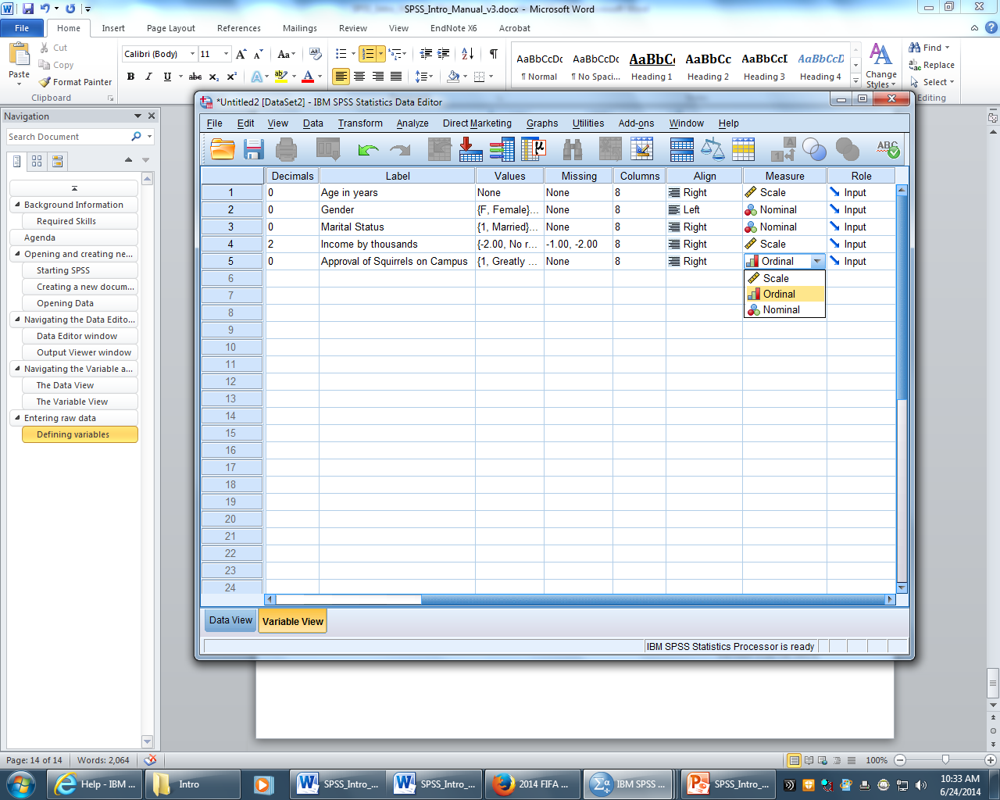 SPSS_Intro_Manual_v3.docx - Microsoft Word
File Home Insert Page Layout References Mailings Review View EndNote X6 Acrobat
Paste
Cut
Copy
Format Painter
Clipboard
Calibri (Body) 11
B I U abc x₂ x²
AaBbCcDc AaBbCcDc AaBbCc AaBbCc AaBbCcI AaBbCcD
¶ Normal ¶ No Spaci... Heading 1 Heading 2 Heading 3 Heading 4
Change Styles
Find
Replace
Select
Editing
Navigation
Search Document
Background Information
Required Skills
Agenda
Opening and creating ne...
Starting SPSS
Creating a new docum...
Opening Data
Navigating the Data Edito...
Data Editor window
Output Viewer window
Navigating the Variable a...
The Data View
The Variable View
Entering raw data
Defining variables
*Untitled2 [DataSet2] - IBM SPSS Statistics Data Editor
File Edit View Data Transform Analyze Direct Marketing Graphs Utilities Add-ons Window Help
Decimals Label Values Missing Columns Align Measure Role
1 0 Age in years None None 8 Right Scale Input
2 0 Gender {F, Female}... None 8 Left Nominal Input
3 0 Marital Status {1, Married}... None 8 Right Nominal Input
4 2 Income by thousands {-2.00, No r... -1.00, -2.00 8 Right Scale Input
5 0 Approval of Squirrels on Campus {1, Greatly ... None 8 Right Ordinal Input
6 Scale
7 Ordinal
8 Nominal
9
10
11
12
13
14
15
16
17
18
19
20
21
22
23
24
Data View Variable View
IBM SPSS Statistics Processor is ready
Page: 14 of 14 Words: 2,064 100%
Help - IBM ... Intro SPSS_Intro_... SPSS_Intro_... 2014 FIFA ... IBM SPSS ... SPSS_Intro_... 10:33 AM
6/24/2014